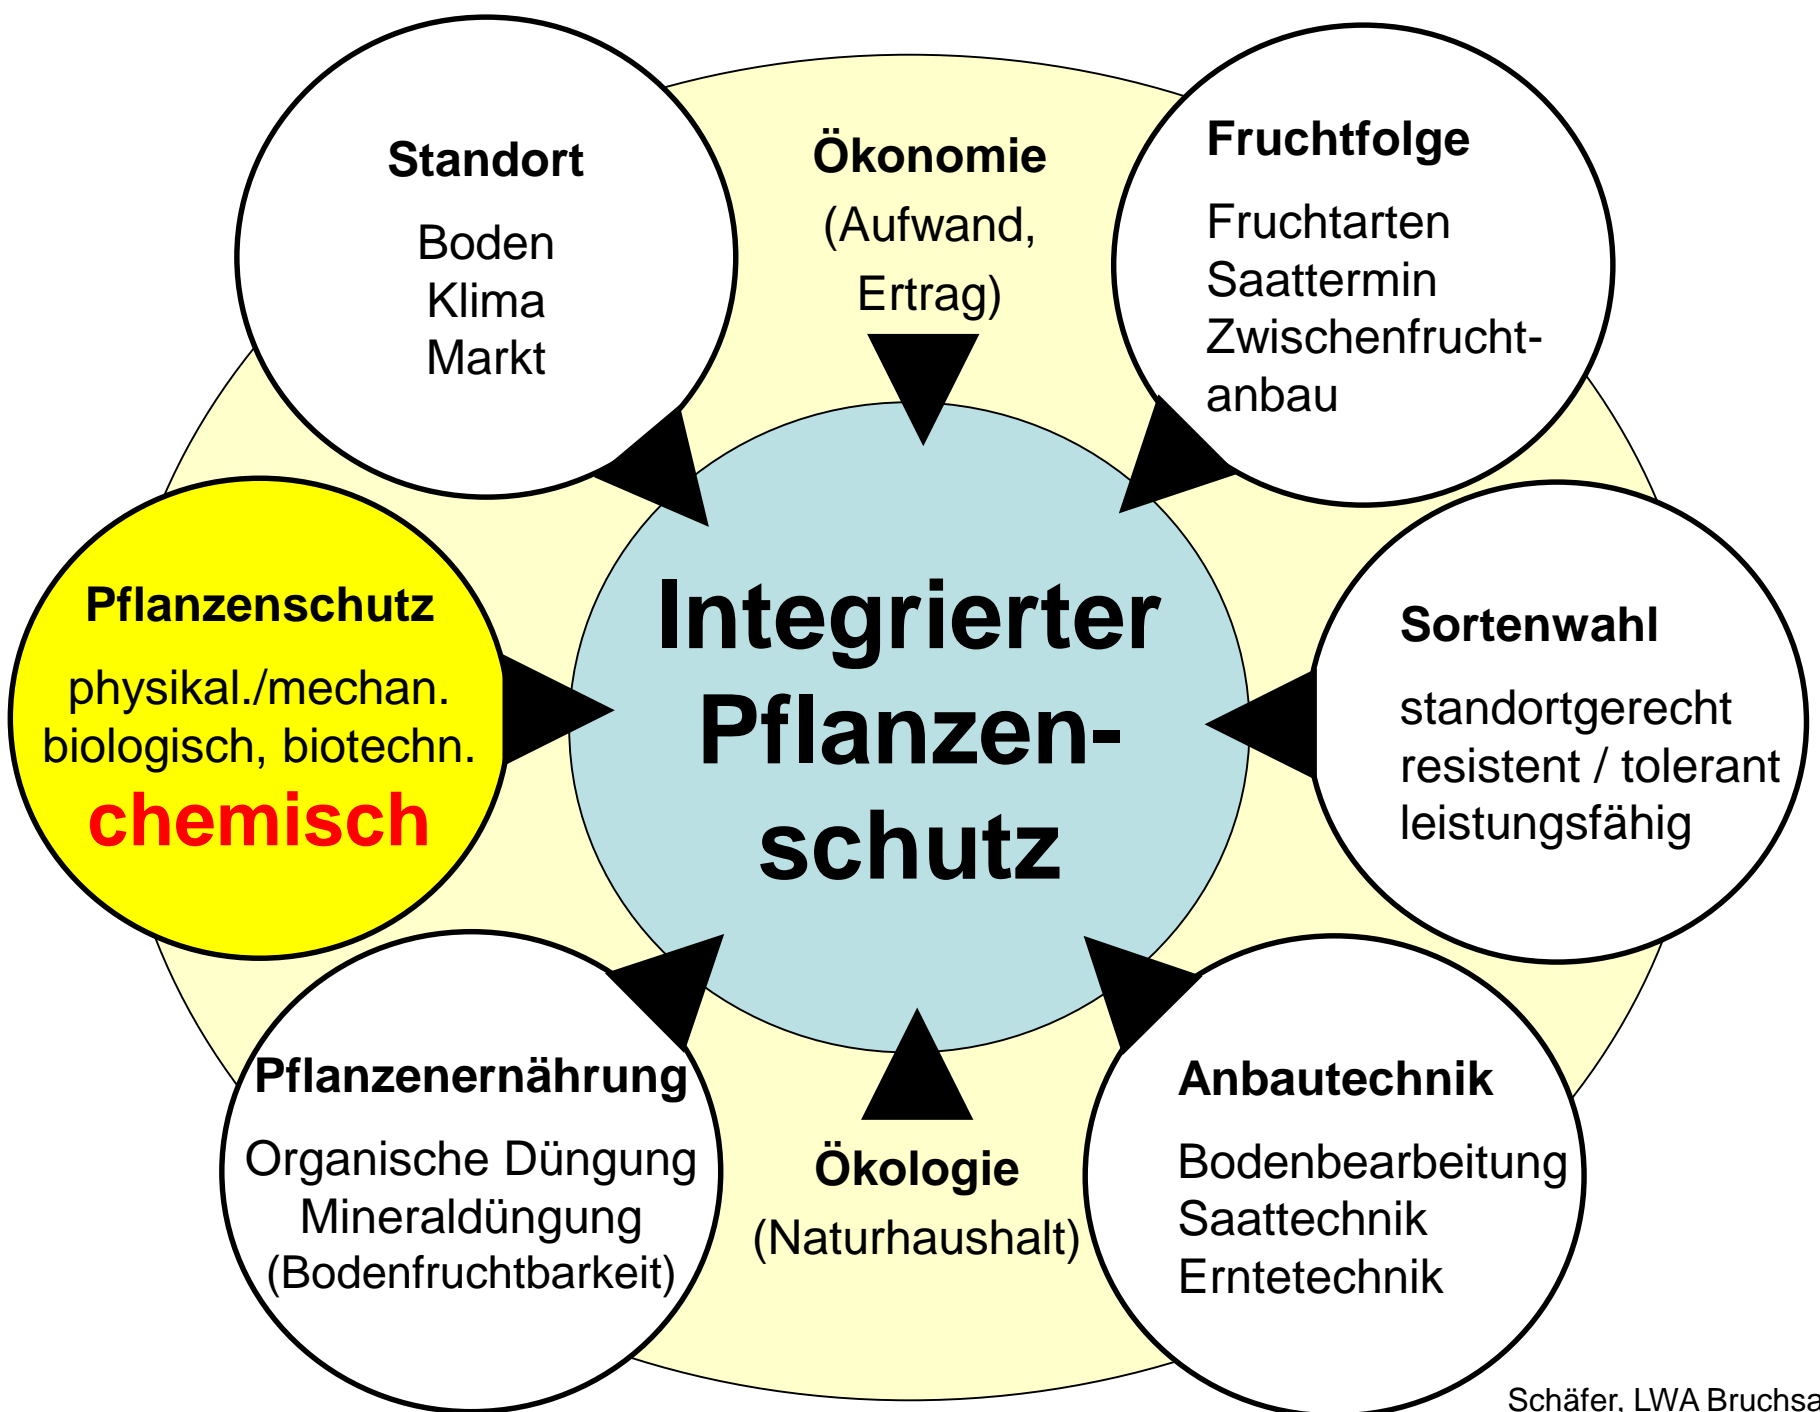 Standort
Boden
Klima
Markt
Ökonomie
(Aufwand,
Ertrag)
Fruchtfolge
Fruchtarten
Saattermin
Zwischenfrucht-
anbau
Pflanzenschutz
physikal./mechan.
biologisch, biotechn.
chemisch
Integrierter
Pflanzen-
schutz
Sortenwahl
standortgerecht
resistent / tolerant
leistungsfähig
Pflanzenernährung
Organische Düngung
Mineraldüngung
(Bodenfruchtbarkeit)
Ökologie
(Naturhaushalt)
Anbautechnik
Bodenbearbeitung
Saattechnik
Erntetechnik
Schäfer, LWA Bruchsa